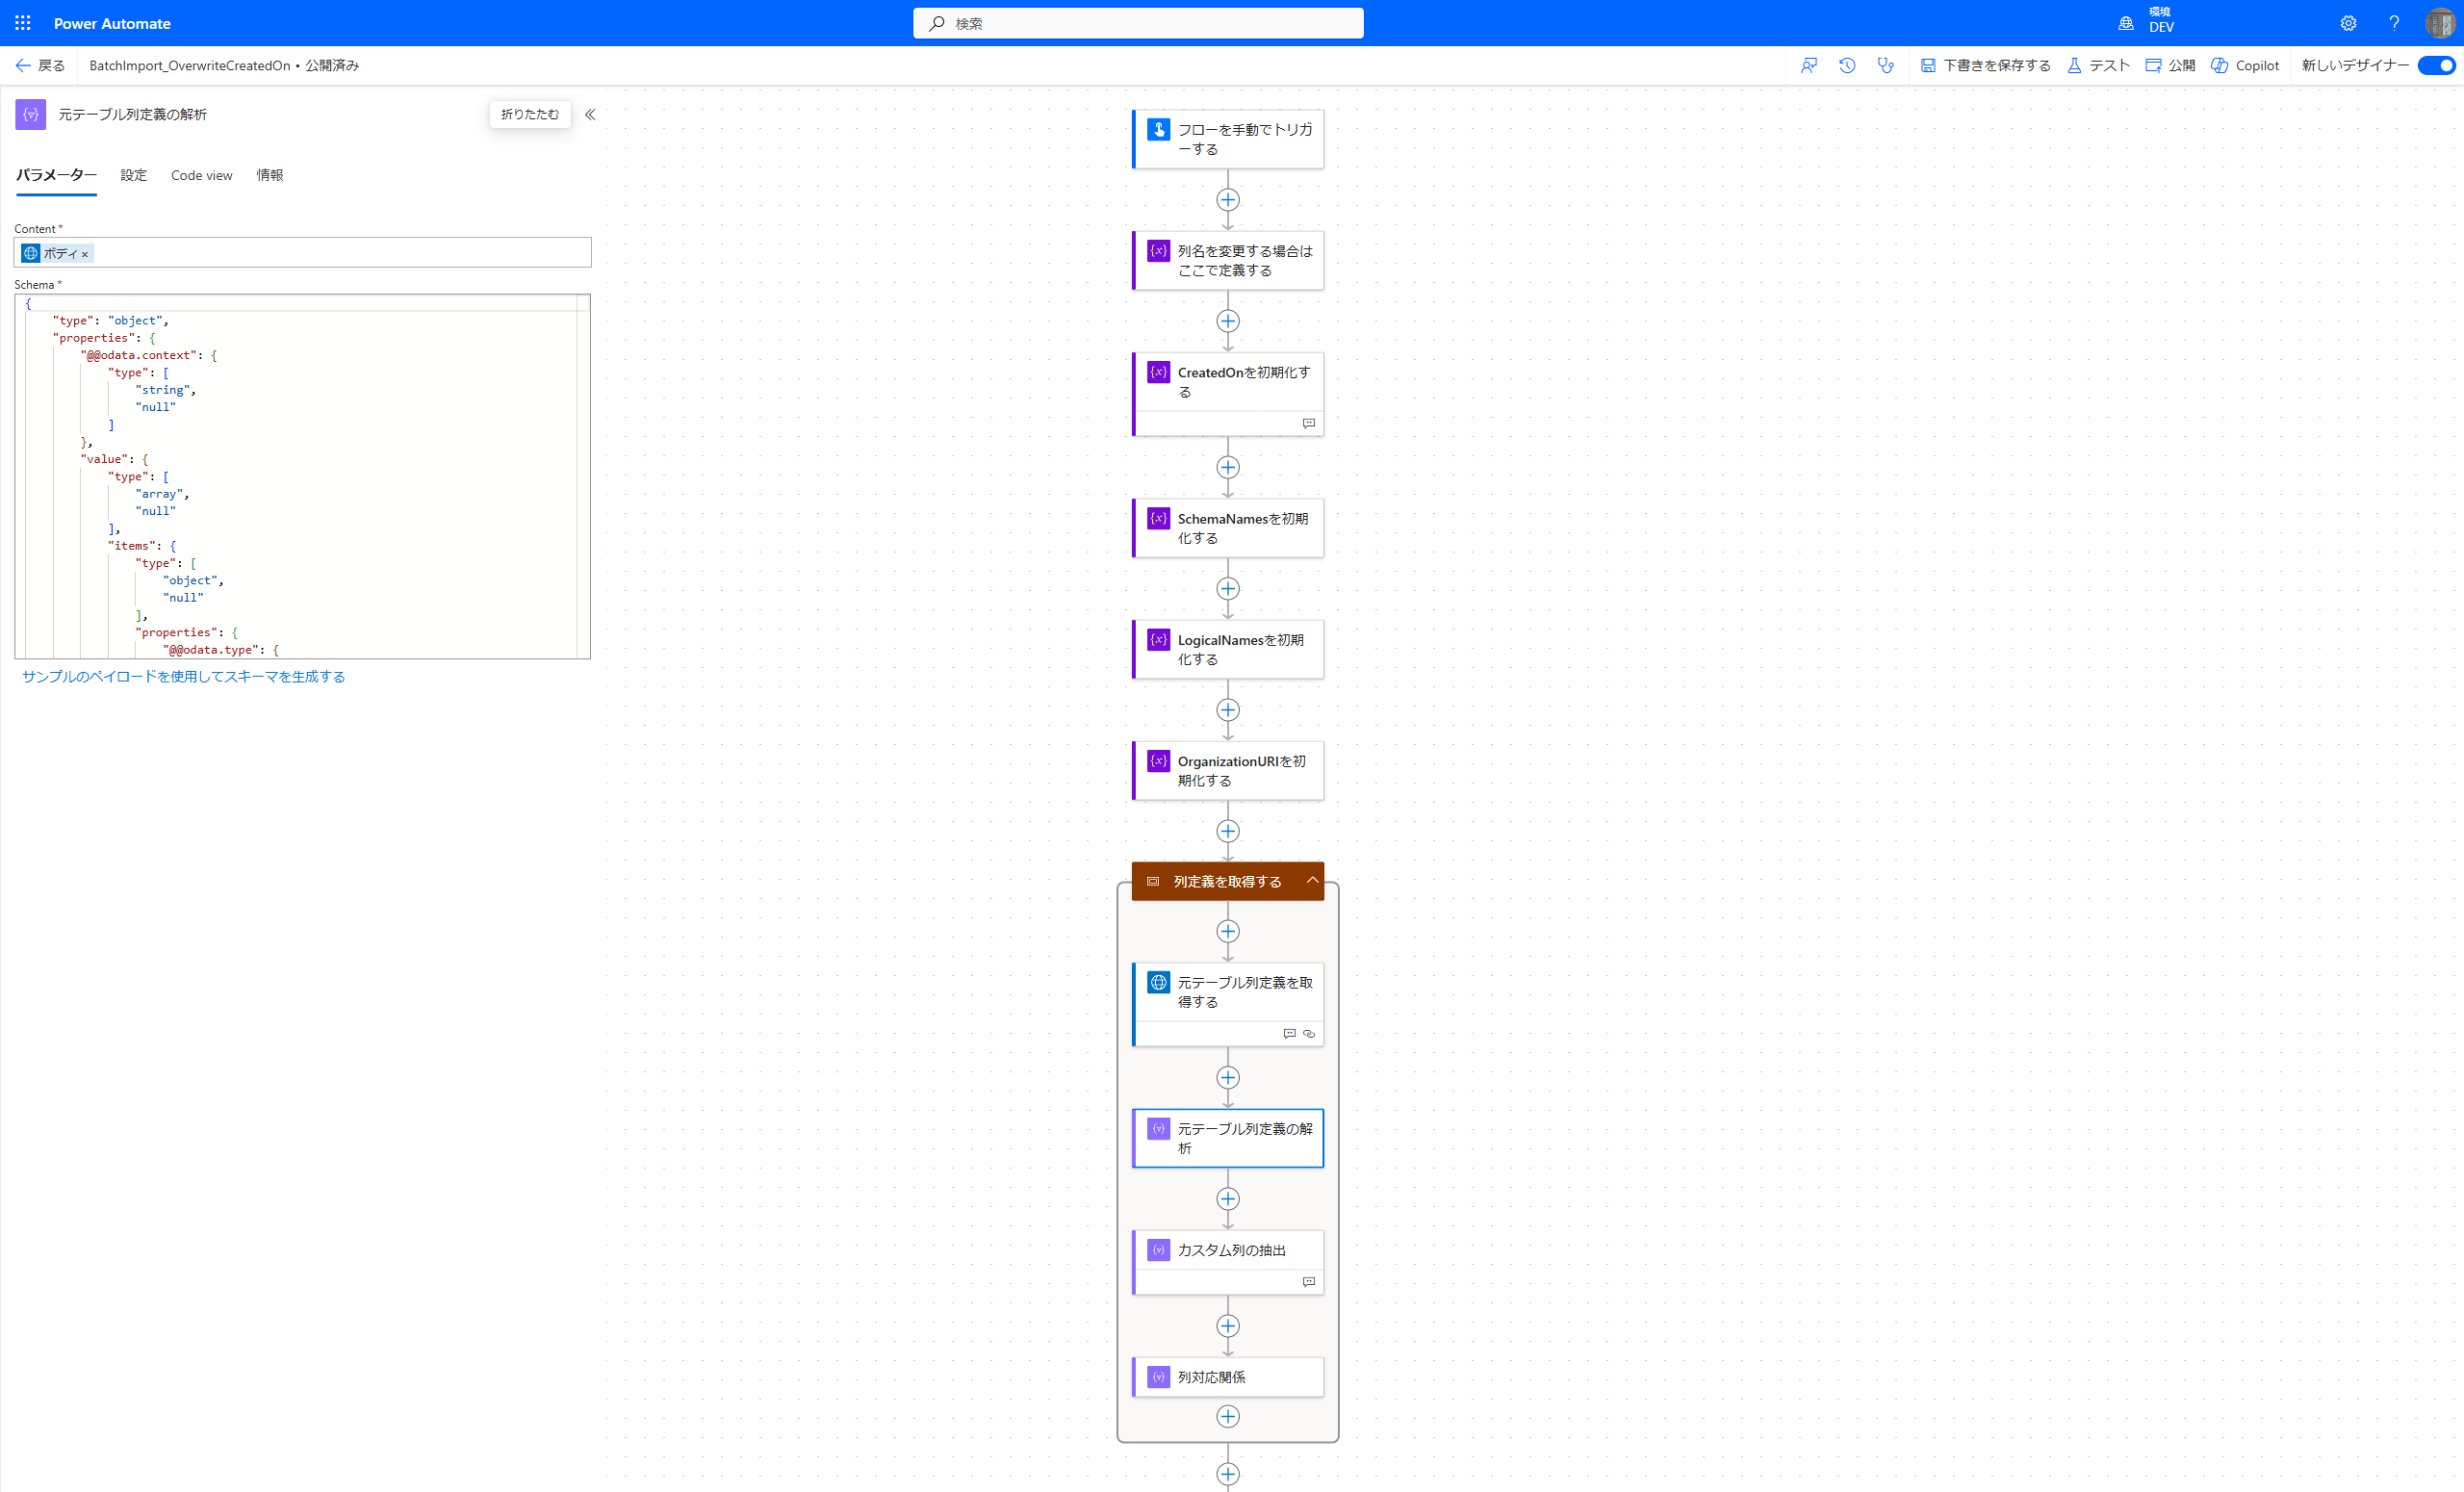 Power Automate
検索
環境
DEV
戻る
BatchImport_OverwriteCreatedOn • 公開済み
下書きを保存する
テスト
公開
Copilot
新しいデザイナー
元テーブル列定義の解析
折りたたむ
パラメーター
設定
Code view
情報
Content *
ボディ ×
Schema *
{
"type": "object",
"properties": {
"@@odata.context": {
"type": [
"string",
"null"
]
},
"value": {
"type": [
"array",
"null"
],
"items": {
"type": [
"object",
"null"
],
"properties": {
"@@odata.type": {
サンプルのペイロードを使用してスキーマを生成する
フローを手動でトリガ
ーする
列名を変更する場合は
ここで定義する
CreatedOnを初期化す
る
SchemaNamesを初期
化する
LogicalNamesを初期
化する
OrganizationURIを初
期化する
列定義を取得する
元テーブル列定義を取
得する
元テーブル列定義の解
析
カスタム列の抽出
列対応関係